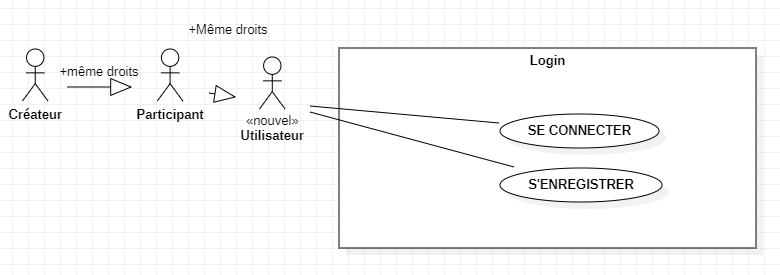 +Même droits
+même droits
Créateur
Participant
«nouvel»
Utilisateur
Login
SE CONNECTER
S'ENREGISTRER